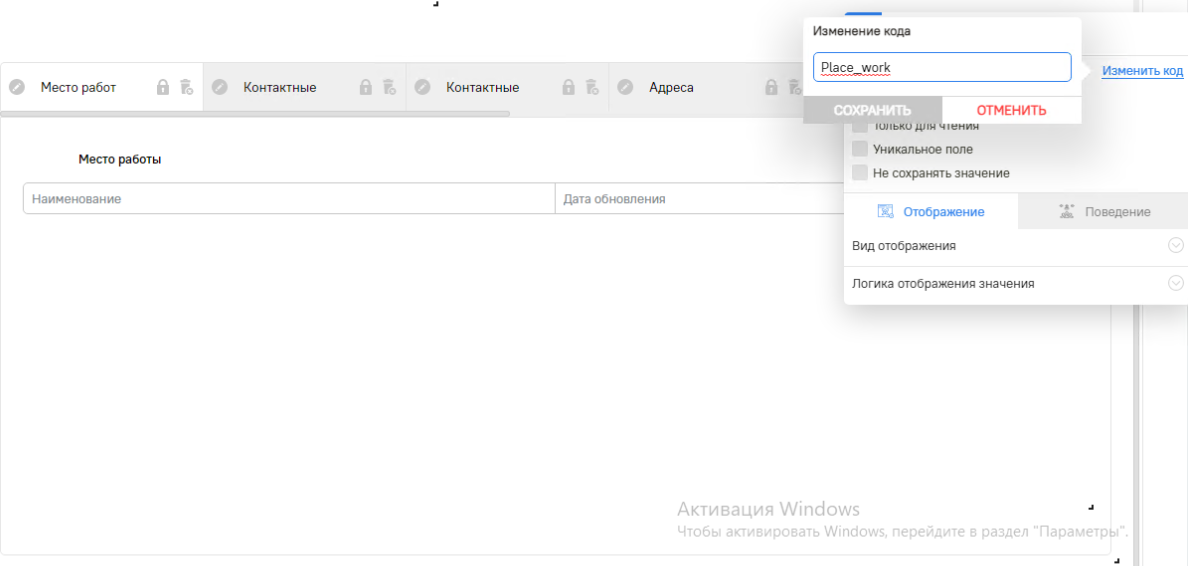 Изменение кода
Place_work
Изменить код
СОХРАНИТЬ
ОТМЕНИТЬ
Место работ
Контактные
Контактные
Адреса
Только для чтения
Уникальное поле
Не сохранять значение
Место работы
Наименование
Дата обновления
Отображение
Поведение
Вид отображения
Логика отображения значения
Активация Windows
Чтобы активировать Windows, перейдите в раздел "Параметры".